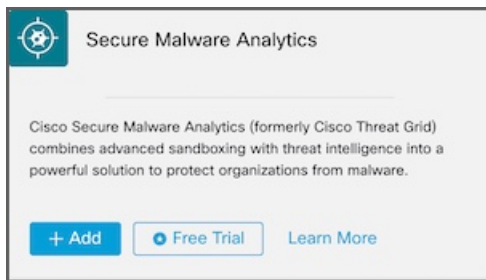 Secure Malware Analytics
Cisco Secure Malware Analytics (formerly Cisco Threat Grid)
combines advanced sandboxing with threat intelligence into a
powerful solution to protect organizations from malware.
+ Add
Free Trial
Learn More